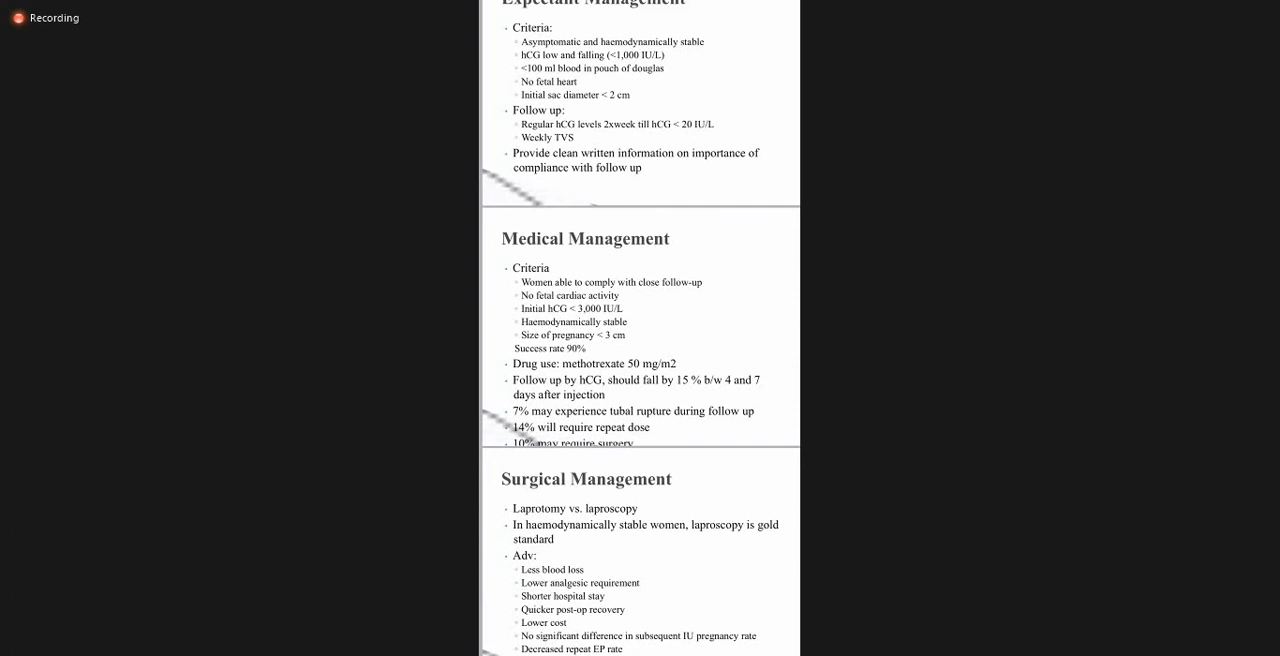 Recording
Expectant Management
Criteria:
Asymptomatic and haemodynamically stable
hCG low and falling (<1,000 IU/L)
<100 ml blood in pouch of douglas
No fetal heart
Initial sac diameter < 2 cm
Follow up:
Regular hCG levels 2xweek till hCG < 20 IU/L
Weekly TVS
Provide clean written information on importance of
compliance with follow up
Medical Management
Criteria
Women able to comply with close follow-up
No fetal cardiac activity
Initial hCG < 3,000 IU/L
Haemodynamically stable
Size of pregnancy < 3 cm
Success rate 90%
Drug use: methotrexate 50 mg/m2
Follow up by hCG, should fall by 15 % b/w 4 and 7
days after injection
7% may experience tubal rupture during follow up
14% will require repeat dose
10% may require surgery
Surgical Management
Laprotomy vs. laproscopy
In haemodynamically stable women, laproscopy is gold
standard
Adv:
Less blood loss
Lower analgesic requirement
Shorter hospital stay
Quicker post-op recovery
Lower cost
No significant difference in subsequent IU pregnancy rate
Decreased repeat EP rate